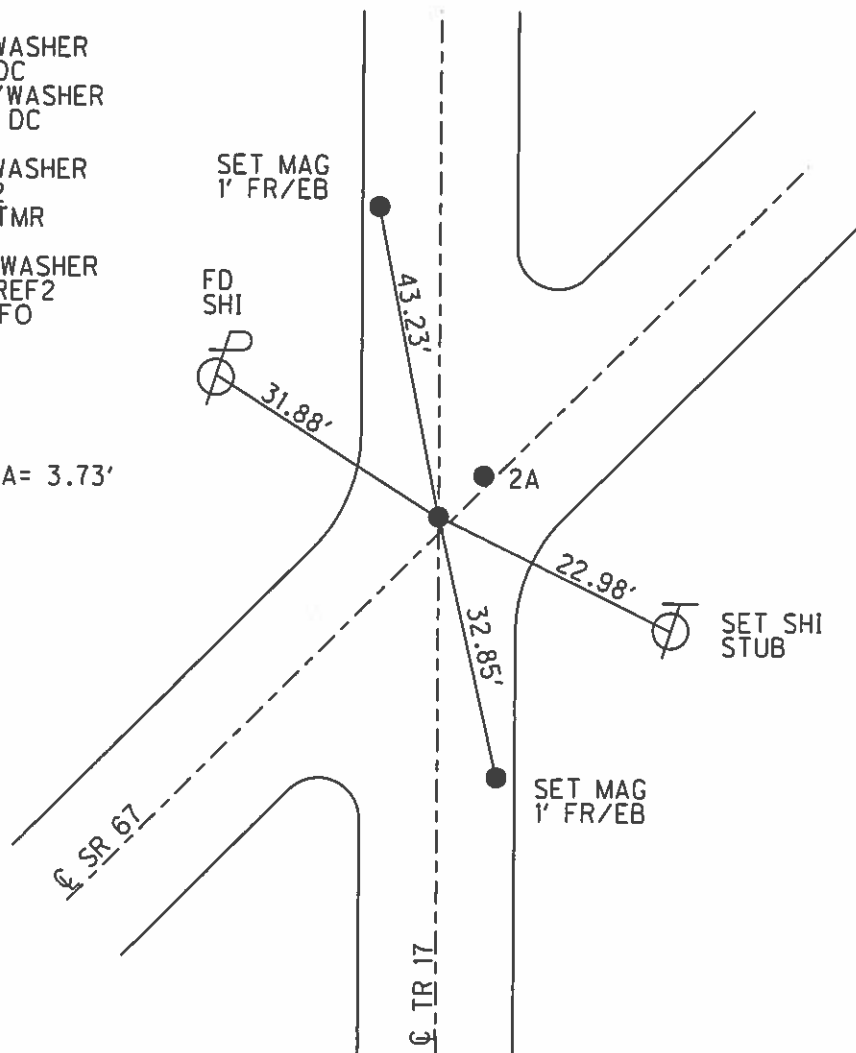 WASHER
DC
/WASHER
DC
WASHER
2
TMR
WASHER
REF2
FO
A= 3.73'
SET MAG
1' FR/EB
FD
SHI
43.23'
31.88'
2A
22.98'
SET SHI
STUB
32.85'
SET MAG
1' FR/EB
℄ SR 67
℄ TR 17